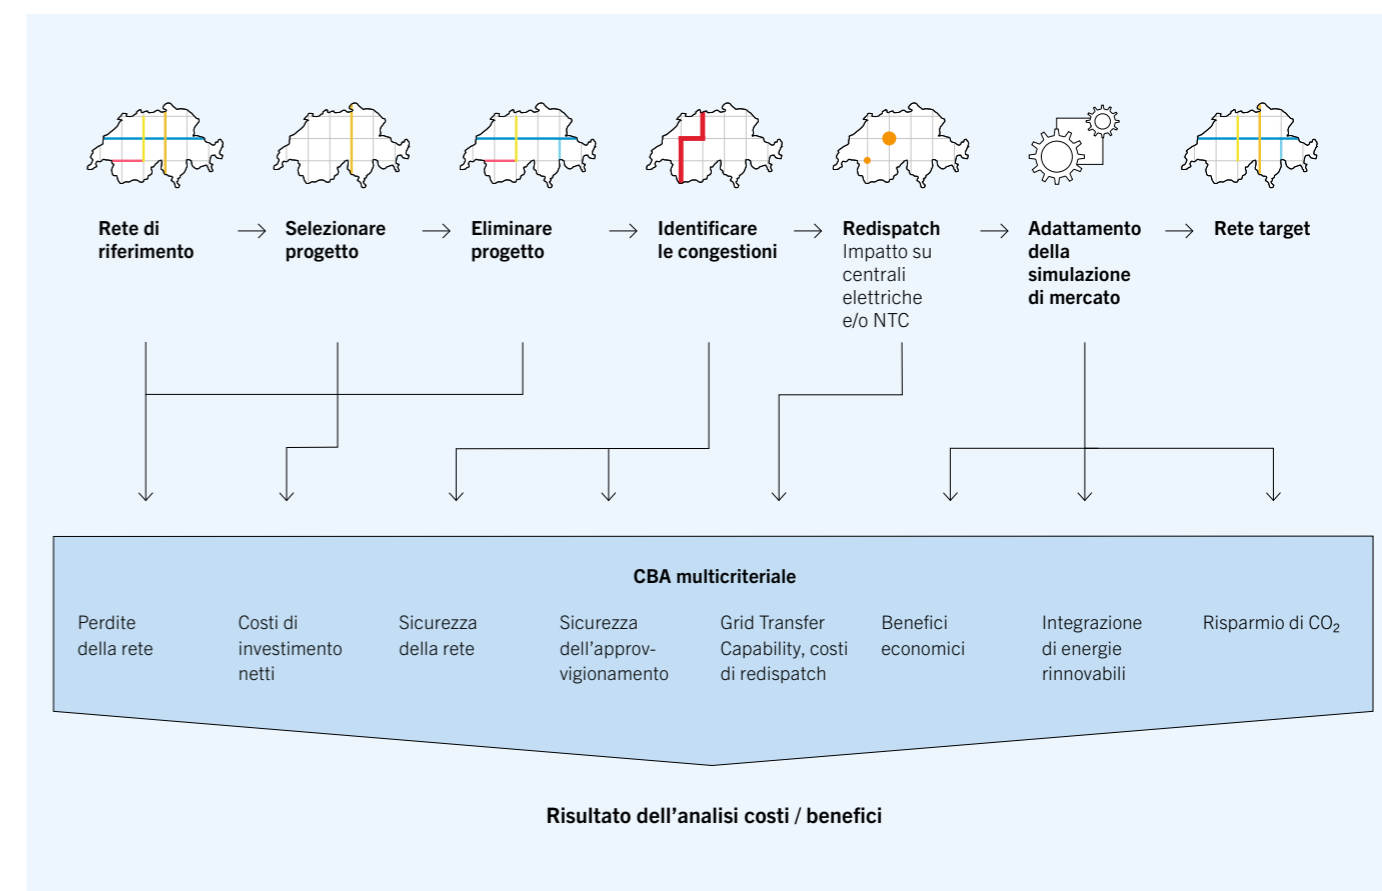 Rete di
riferimento
Selezionare
progetto
Eliminare
progetto
Identificare
le congestioni
Redispatch
Impatto su
centrali
elettriche
e/o NTC
Adattamento
della
simulazione
di mercato
Rete target
CBA multicriteriale
Perdite
della rete
Costi di
investimento
netti
Sicurezza
della rete
Sicurezza
dell’approv-
vigionamento
Grid Transfer
Capability, costi
di redispatch
Benefici
economici
Integrazione
di energie
rinnovabili
Risparmio di CO₂
Risultato dell’analisi costi / benefici